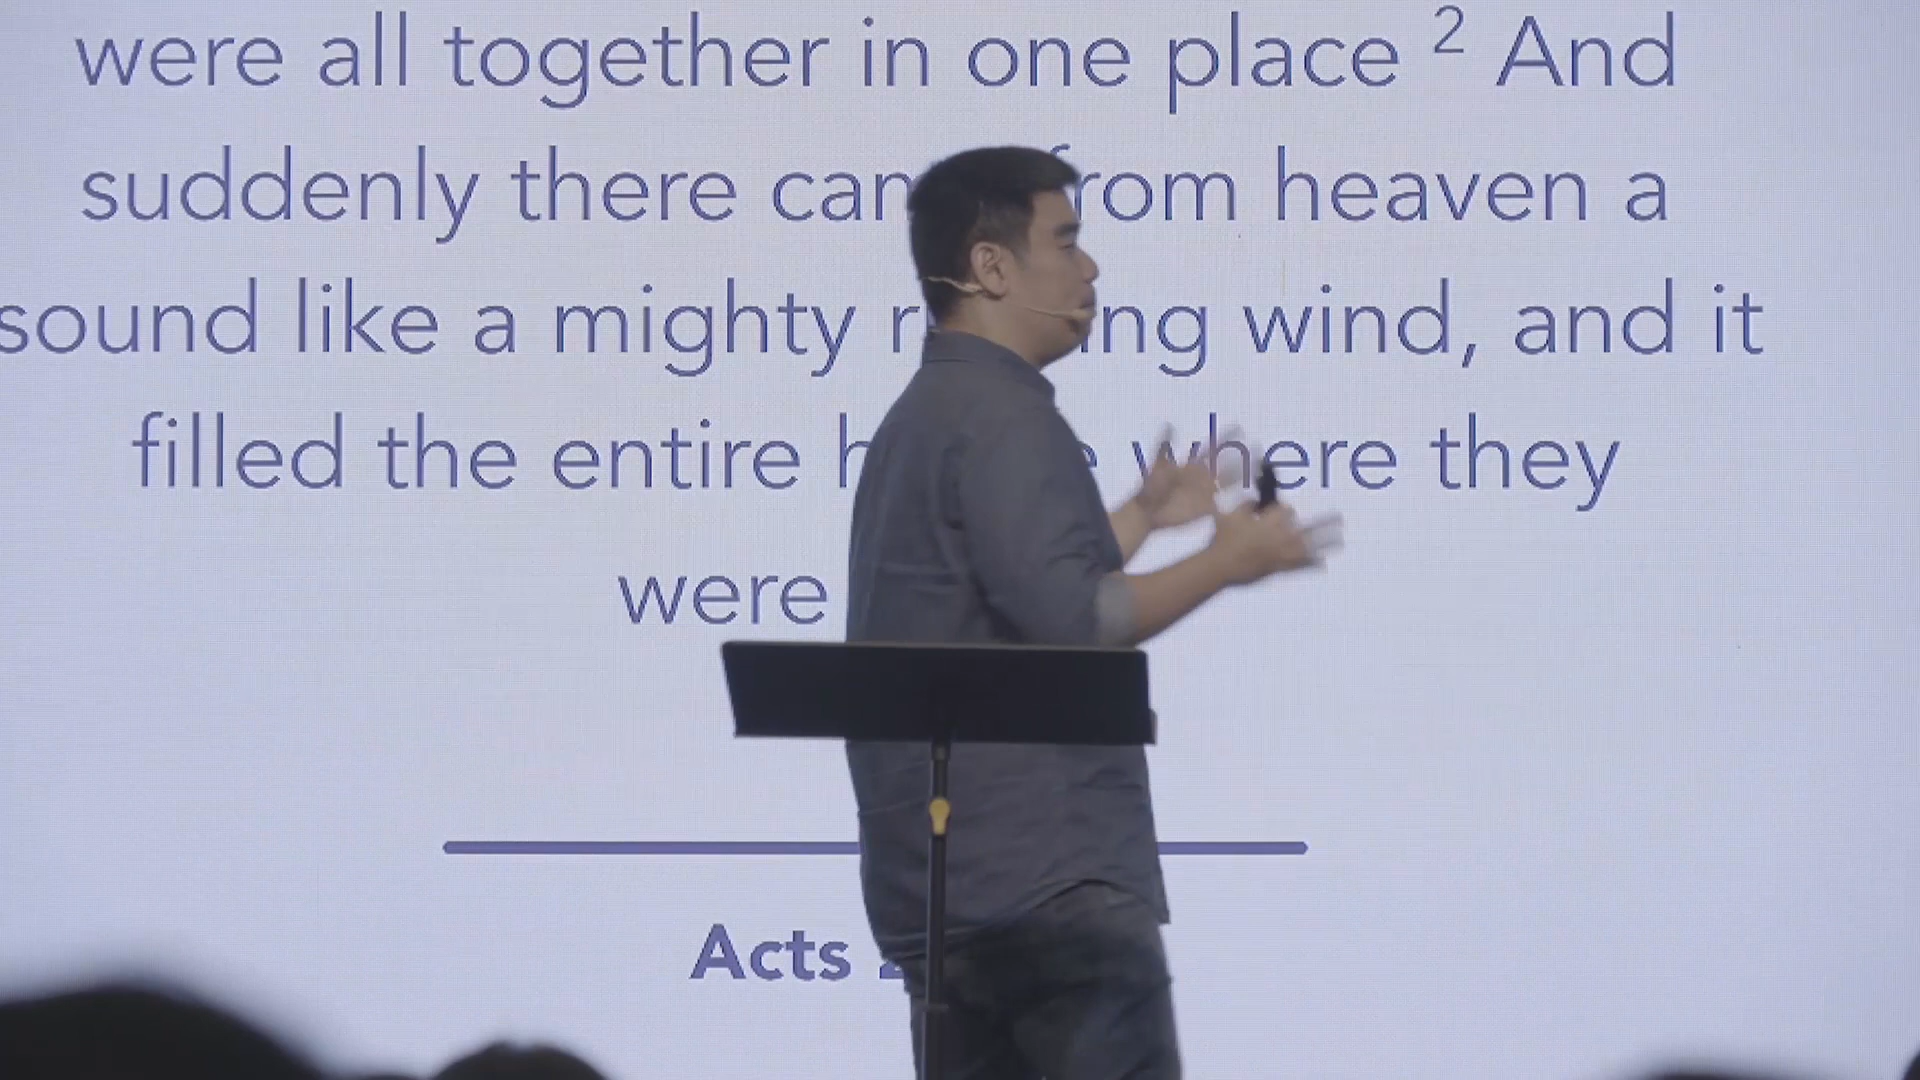 were all together in one place ² And
suddenly there from heaven a
sound like a mighty wind, and it
filled the entire where they
were
Acts 2